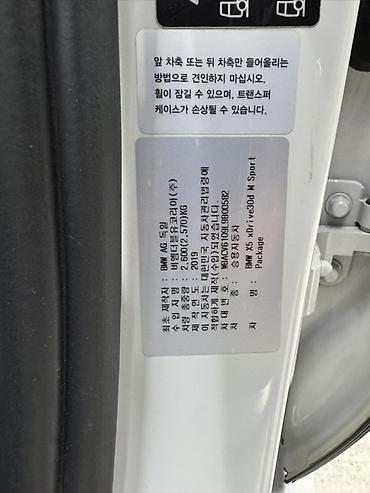 앞 차축 또는 뒤 차축만 들어올리는
방법으로 견인하지 마십시오.
휠이 잠길 수 있으며, 트랜스퍼
케이스가 손상될 수 있습니다.
최초 제작자 : BMW AG 독일
수 입 자 명 : 비엠더블유코리아(주)
차량 총중량 : 2,600(2,570)KG
제 작 연 도 : 2019
이 자동차는 대한민국 자동차관리법령에
적합하게 제작(수입)되었습니다.
차 대 번 호 :
차 종 : 승용자동차
차 명 : BMW X5 xDrive30d M Sport
Package